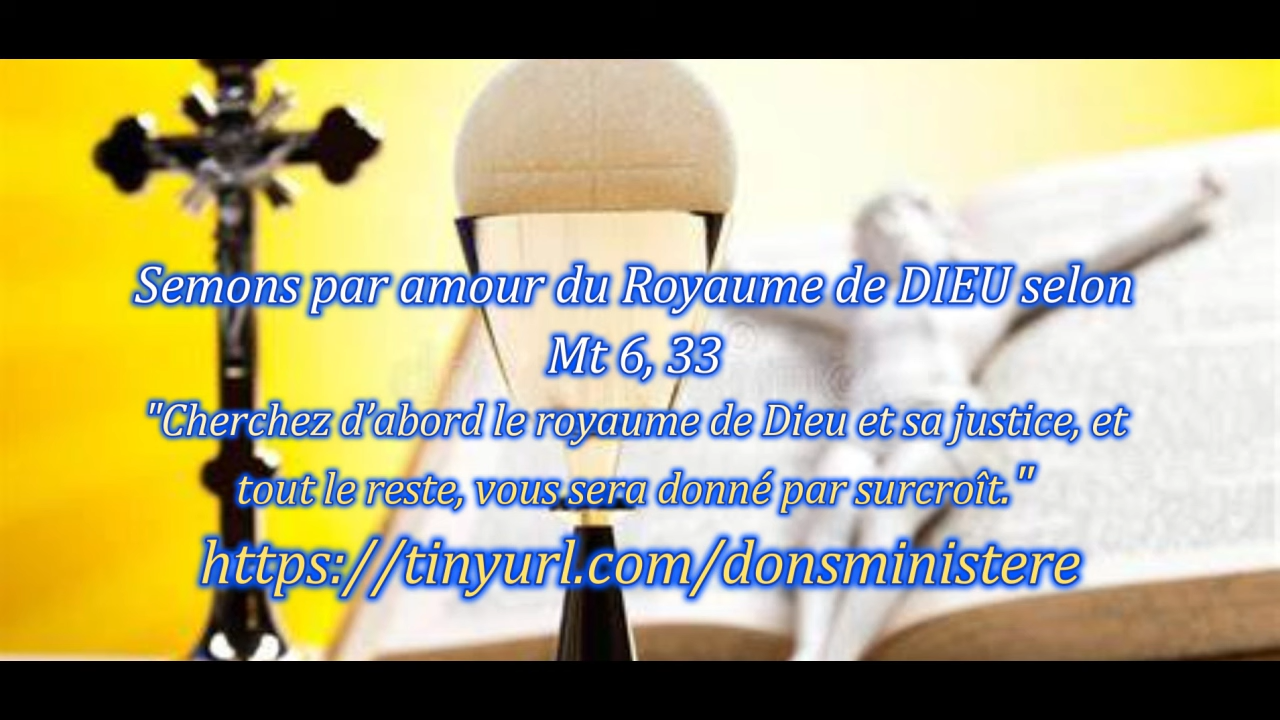 Semons par amour du Royaume de DIEU selon
Mt 6, 33
"Cherchez d’abord le royaume de Dieu et sa justice, et
tout le reste, vous sera donné par surcroît."
https://tinyurl.com/donsministere